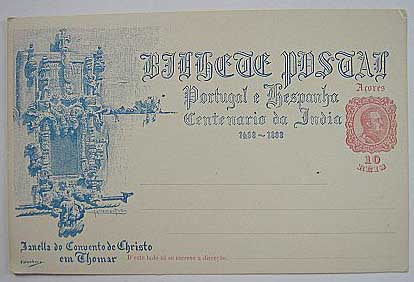 BILHETE POSTAL
Portugal e Hespanha
Açores
Centenario da India
1498-1898
10
REIS
Janella do Convento de Christo
em Thomar
D'este lado só se escreve a direcção.